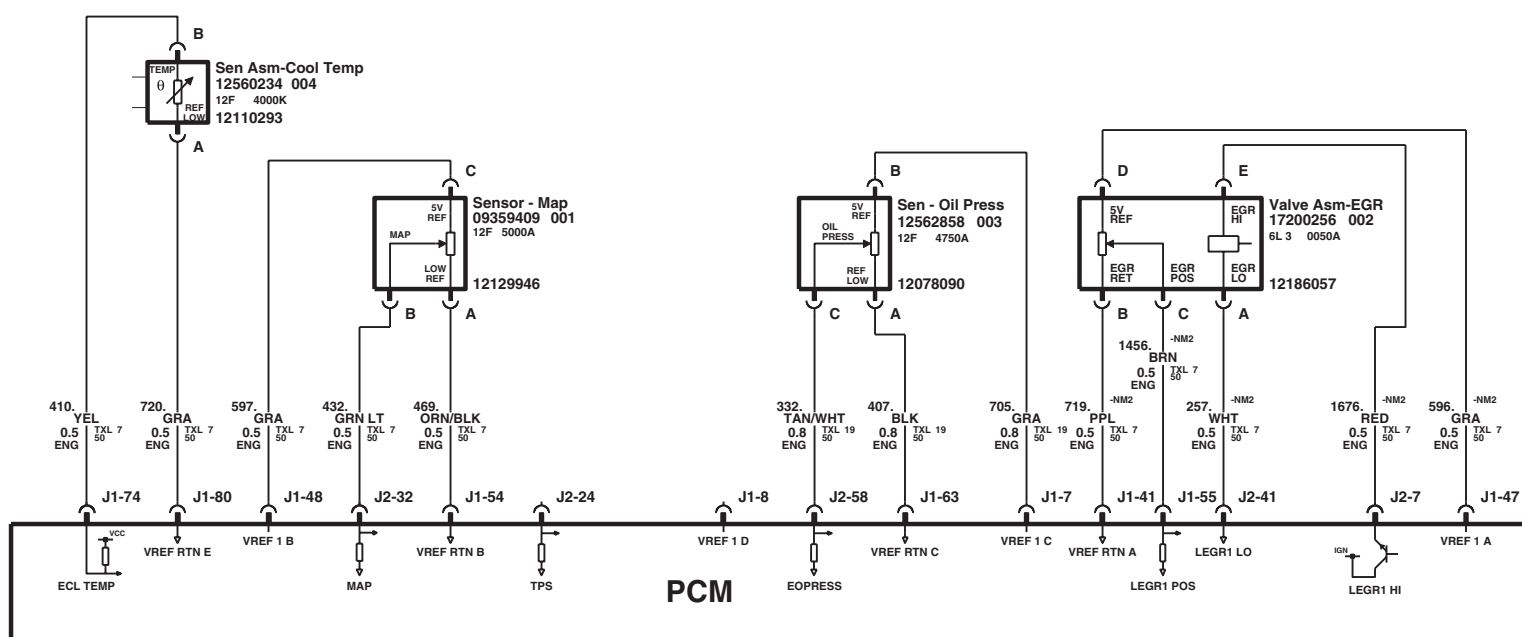 B
TEMP
θ
REF
LOW
A
Sen Asm-Cool Temp
12560234 004
12F 4000K
12110293
C
5V
REF
MAP
LOW
REF
Sensor - Map
09359409 001
12F 5000A
12129946
B
A
B
5V
REF
OIL
PRESS
REF
LOW
Sen - Oil Press
12562858 003
12F 4750A
12078090
C
A
D
E
5V
REF
EGR
HI
EGR
RET
EGR
POS
EGR
LO
Valve Asm-EGR
17200256 002
6L 3 0050A
12186057
B
C
A
1456.
-NM2
BRN
0.5 TXL 7
50
ENG
410.
YEL
0.5 TXL 7
50
ENG
720.
GRA
0.5 TXL 7
50
ENG
597.
GRA
0.5 TXL 7
50
ENG
432.
GRN LT
0.5 TXL 7
50
ENG
469.
ORN/BLK
0.5 TXL 7
50
ENG
332.
TAN/WHT
0.8 TXL 19
50
ENG
407.
BLK
0.8 TXL 19
50
ENG
705.
GRA
0.8 TXL 19
50
ENG
719.
-NM2
PPL
0.5 TXL 7
50
ENG
257.
-NM2
WHT
0.5 TXL 7
50
ENG
1676.
-NM2
RED
0.5 TXL 7
50
ENG
596.
-NM2
GRA
0.5 TXL 7
50
ENG
J1-74 J1-80 J1-48 J2-32 J1-54 J2-24 J1-8 J2-58 J1-63 J1-7 J1-41 J1-55 J2-41 J2-7 J1-47
VCC
ECL TEMP
VREF RTN E
VREF 1 B
MAP
VREF RTN B
TPS
PCM
VREF 1 D
EOPRESS
VREF RTN C
VREF 1 C
VREF RTN A
LEGR1 POS
LEGR1 LO
IGN
LEGR1 HI
VREF 1 A